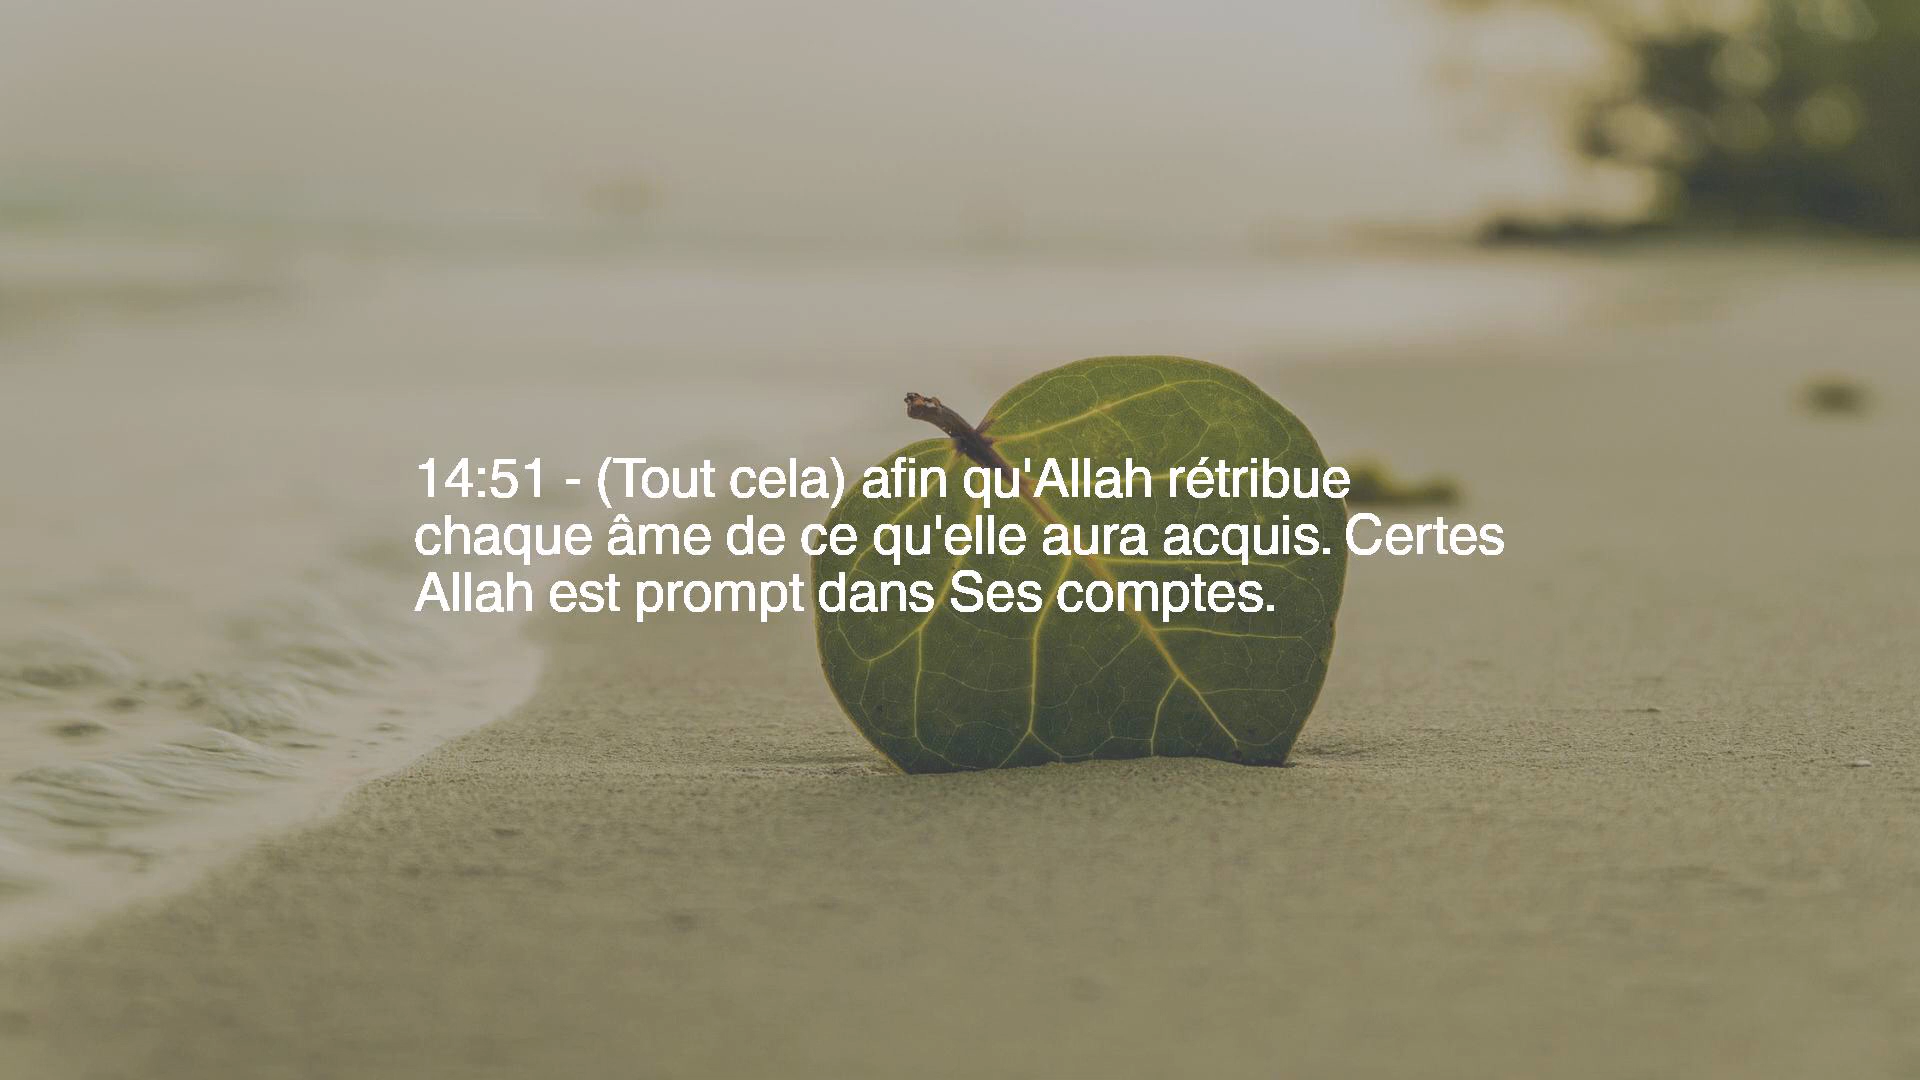 14:51 - (Tout cela) afin qu'Allah rétribue
chaque âme de ce qu'elle aura acquis. Certes
Allah est prompt dans Ses comptes.